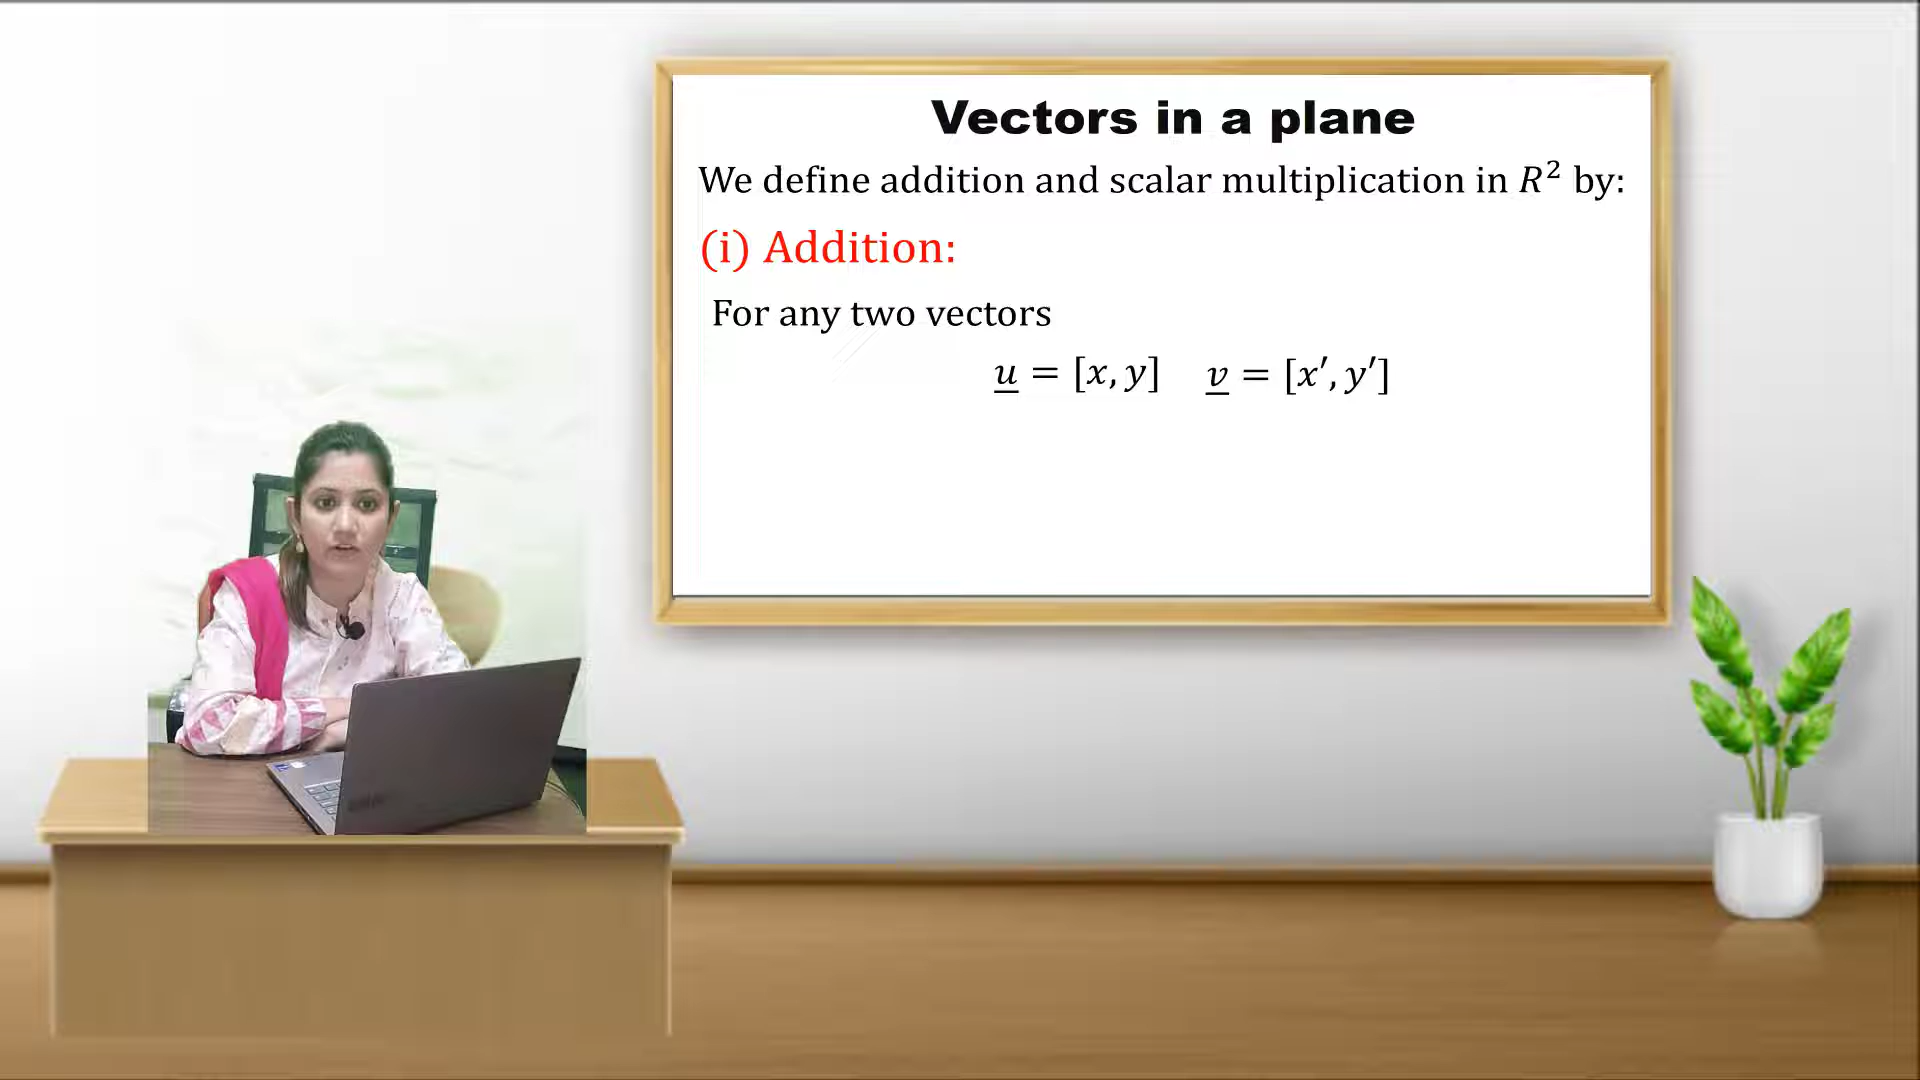 Vectors in a plane
We define addition and scalar multiplication in R² by:
(i) Addition:
For any two vectors
u̲ = [x, y] v̲ = [x′, y′]